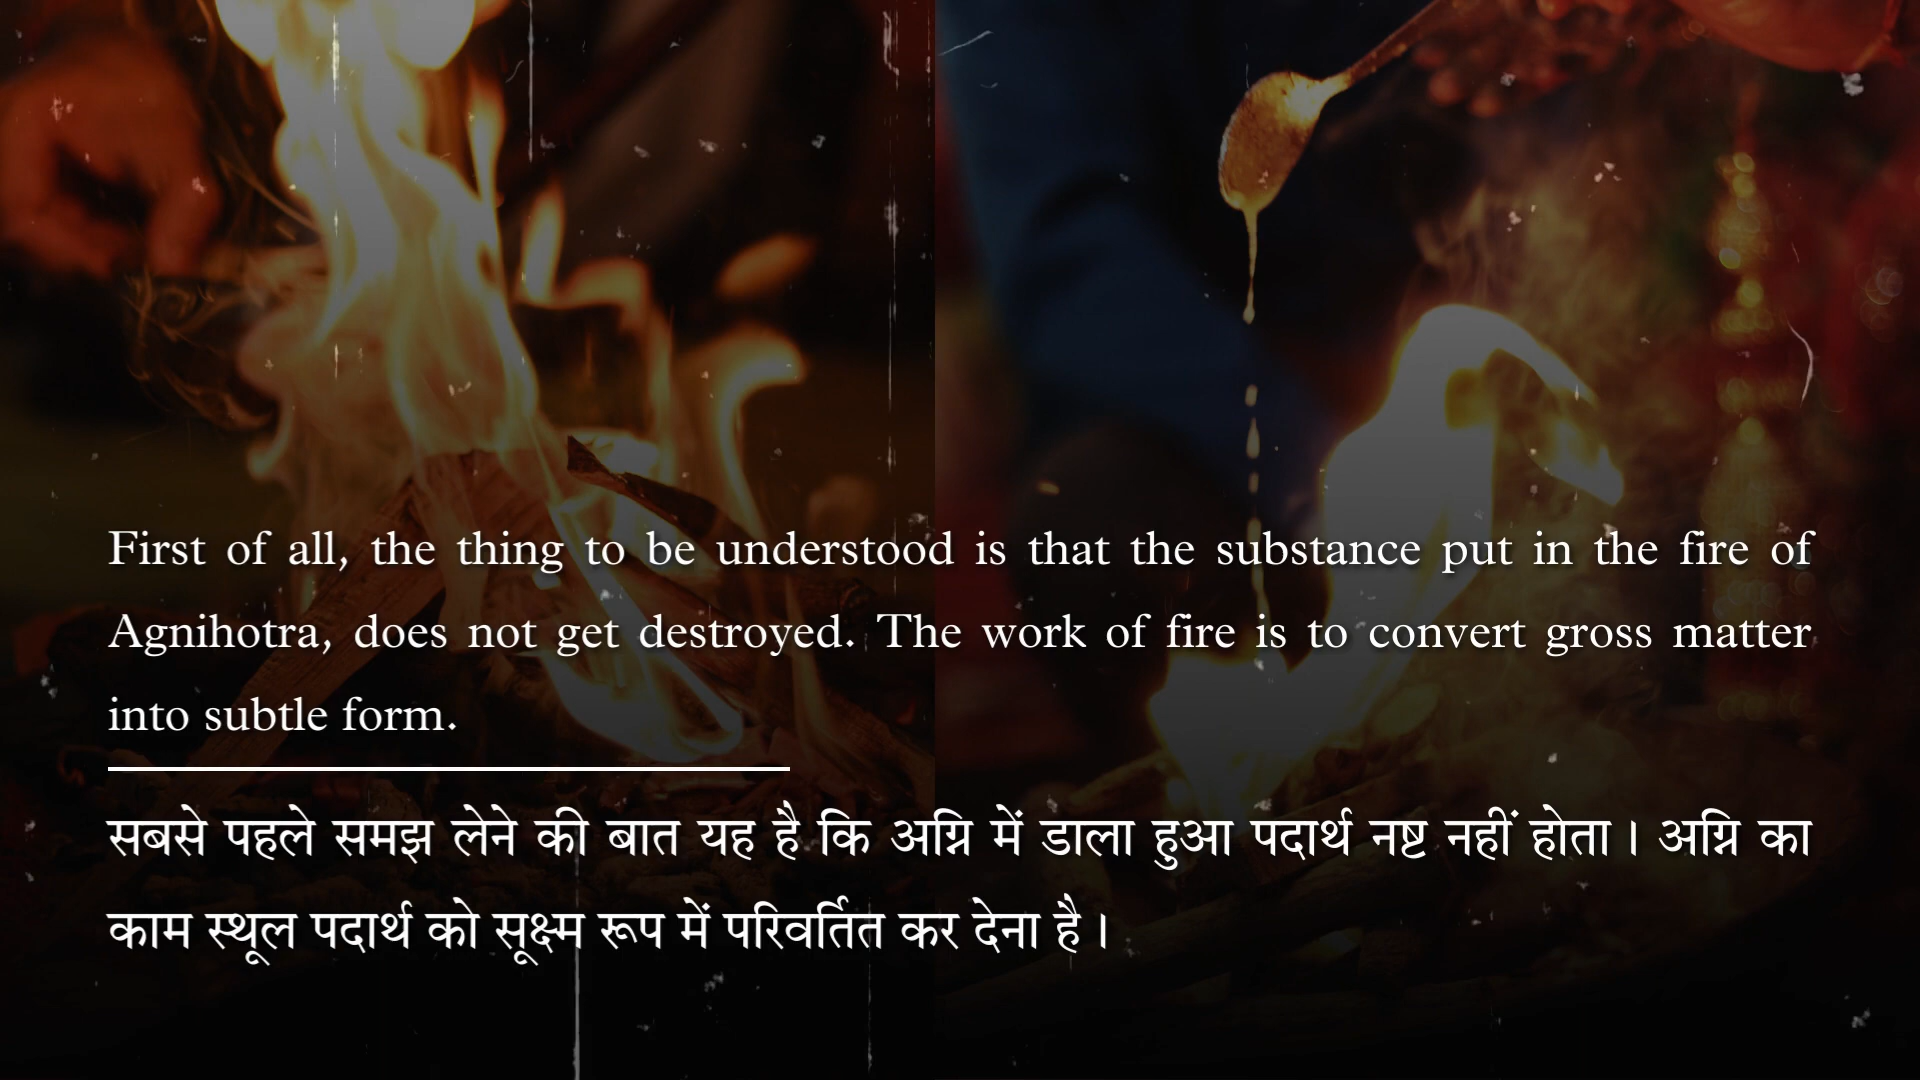 First of all, the thing to be understood is that the substance put in the fire of
Agnihotra, does not get destroyed. The work of fire is to convert gross matter
into subtle form.
सबसे पहले समझ लेने की बात यह है कि अग्नि में डाला हुआ पदार्थ नष्ट नहीं होता। अग्नि का
काम स्थूल पदार्थ को सूक्ष्म रूप में परिवर्तित कर देना है।